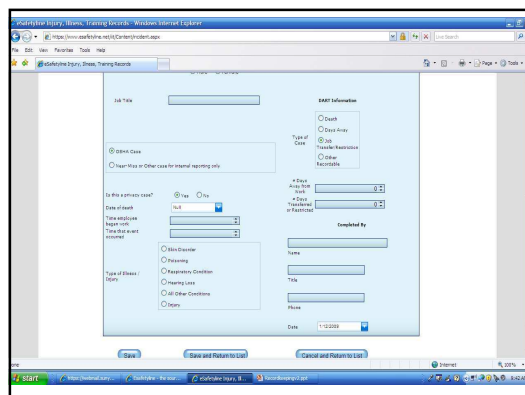 eSafetyline Injury, Illness, Training Records - Windows Internet Explorer
https://www.esafetyline.net/it/Content/incident.aspx
Live Search
File Edit View Favorites Tools Help
eSafetyline Injury, Illness, Training Records
Page Tools
Job Title
DART Information
Type of Case
Death
Days Away
Job Transfer/Restriction
Other Recordable
OSHA Case
Near Miss or Other case for internal reporting only
# Days Away from Work
0
Is this a privacy case?
Yes No
# Days Transferred or Restricted
0
Date of death
Null
Time employee began work
Time that event occurred
Completed By
Type of Illness / Injury
Skin Disorder
Poisoning
Respiratory Condition
Hearing Loss
All Other Conditions
Injury
Name
Title
Phone
Date
Save
Save and Return to List
Cancel and Return to List
Internet
100%
start
eSafetyline Injury, Ill...
9:42 AM